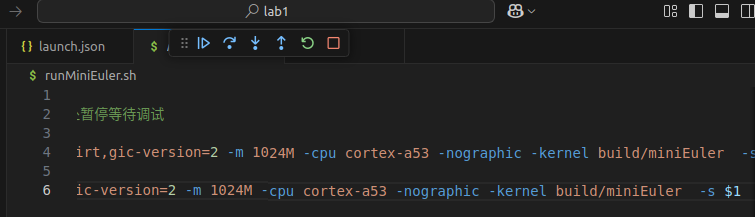 lab1
launch.json
$
$ runMiniEuler.sh
1
2 暂停等待调试
3
4 irt,gic-version=2 -m 1024M -cpu cortex-a53 -nographic -kernel build/miniEuler -s
5
6 ic-version=2 -m 1024M -cpu cortex-a53 -nographic -kernel build/miniEuler -s $1